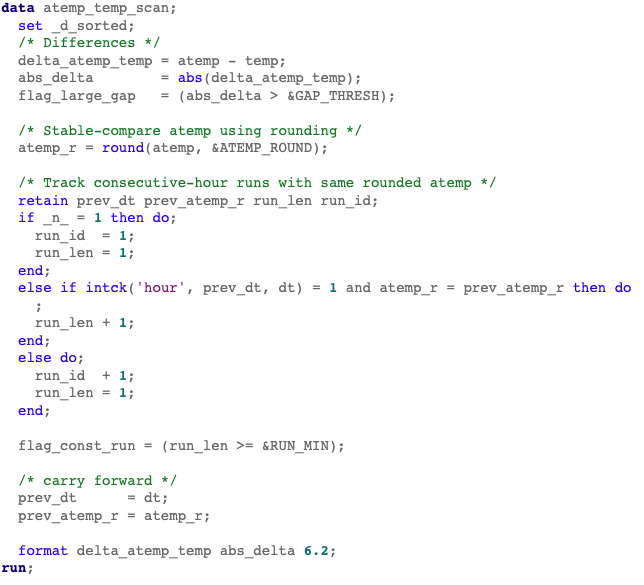 data atemp_temp_scan;
  set _d_sorted;
  /* Differences */
  delta_atemp_temp = atemp - temp;
  abs_delta        = abs(delta_atemp_temp);
  flag_large_gap   = (abs_delta > &GAP_THRESH);

  /* Stable-compare atemp using rounding */
  atemp_r = round(atemp, &ATEMP_ROUND);

  /* Track consecutive-hour runs with same rounded atemp */
  retain prev_dt prev_atemp_r run_len run_id;
  if _n_ = 1 then do;
    run_id  = 1;
    run_len = 1;
  end;
  else if intck('hour', prev_dt, dt) = 1 and atemp_r = prev_atemp_r then do
    ;
    run_len + 1;
  end;
  else do;
    run_id  + 1;
    run_len = 1;
  end;

  flag_const_run = (run_len >= &RUN_MIN);

  /* carry forward */
  prev_dt      = dt;
  prev_atemp_r = atemp_r;

  format delta_atemp_temp abs_delta 6.2;
run;